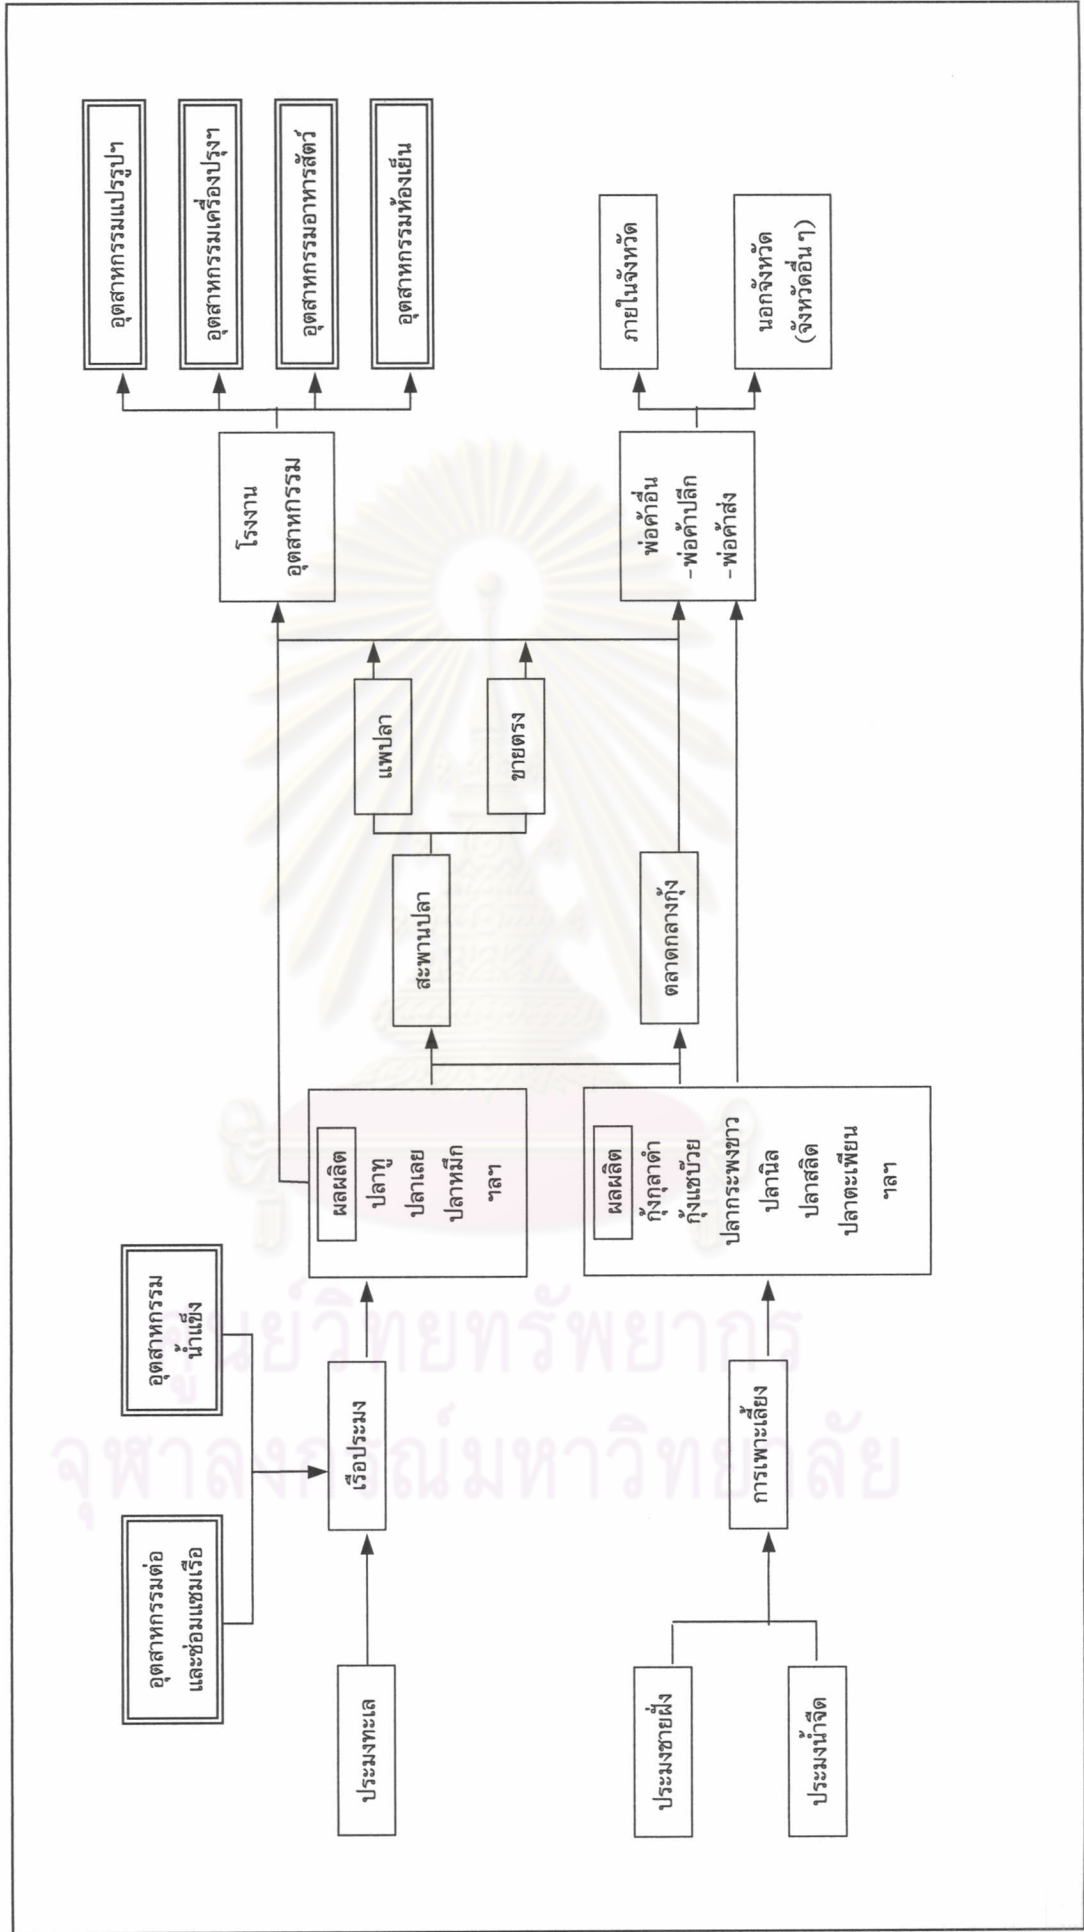 อุตสาหกรรมต่อ
และซ่อมแซมเรือ
อุตสาหกรรม
น้ำแข็ง
อุตสาหกรรมแปรรูปฯ
อุตสาหกรรมเครื่องปรุงฯ
อุตสาหกรรมอาหารสัตว์
อุตสาหกรรมห้องเย็น
โรงงาน
อุตสาหกรรม
ประมงทะเล
เรือประมง
ผลผลิต
ปลาทู
ปลาเลย
ปลาหมึก
ฯลฯ
สะพานปลา
แพปลา
ขายตรง
ประมงชายฝั่ง
ประมงน้ำจืด
การเพาะเลี้ยง
ผลผลิต
กุ้งกุลาดำ
กุ้งแชบ๊วย
ปลากระพงขาว
ปลานิล
ปลาสลิด
ปลาตะเพียน
ฯลฯ
ตลาดกลางกุ้ง
พ่อค้าอื่น
-พ่อค้าปลีก
-พ่อค้าส่ง
ภายในจังหวัด
นอกจังหวัด
(จังหวัดอื่น ๆ)
ศูนย์วิทยทรัพยากร
จุฬาลงกรณ์มหาวิทยาลัย